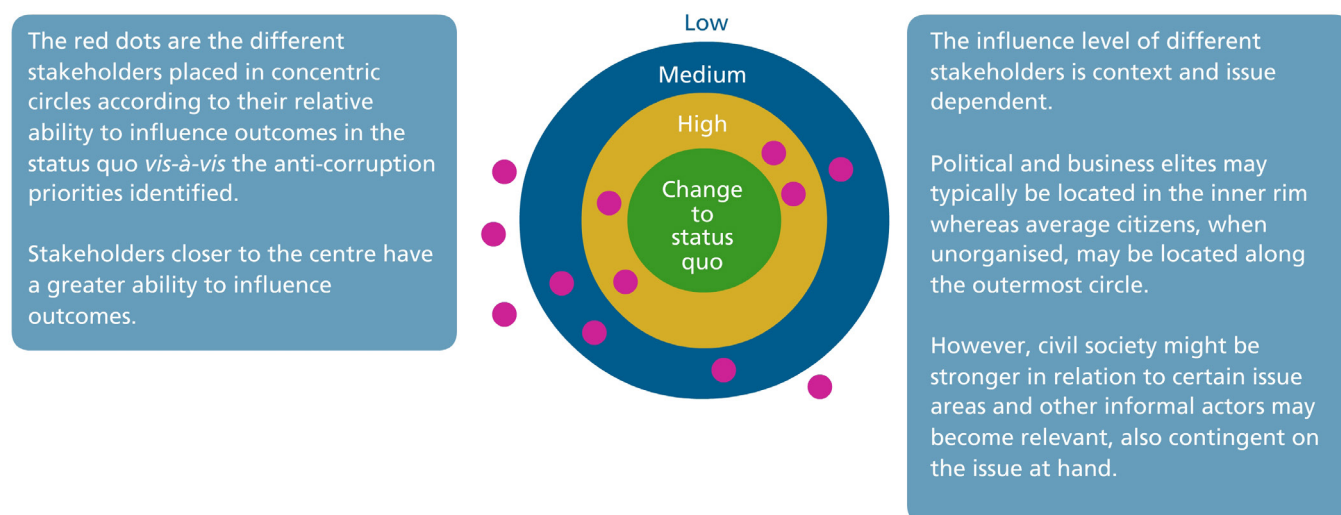 The red dots are the different
stakeholders placed in concentric
circles according to their relative
ability to influence outcomes in the
status quo vis-à-vis the anti-corruption
priorities identified.
Stakeholders closer to the centre have
a greater ability to influence
outcomes.
Low
Medium
High
Change
to
status
quo
The influence level of different
stakeholders is context and issue
dependent.
Political and business elites may
typically be located in the inner rim
whereas average citizens, when
unorganised, may be located along
the outermost circle.
However, civil society might be
stronger in relation to certain issue
areas and other informal actors may
become relevant, also contingent on
the issue at hand.